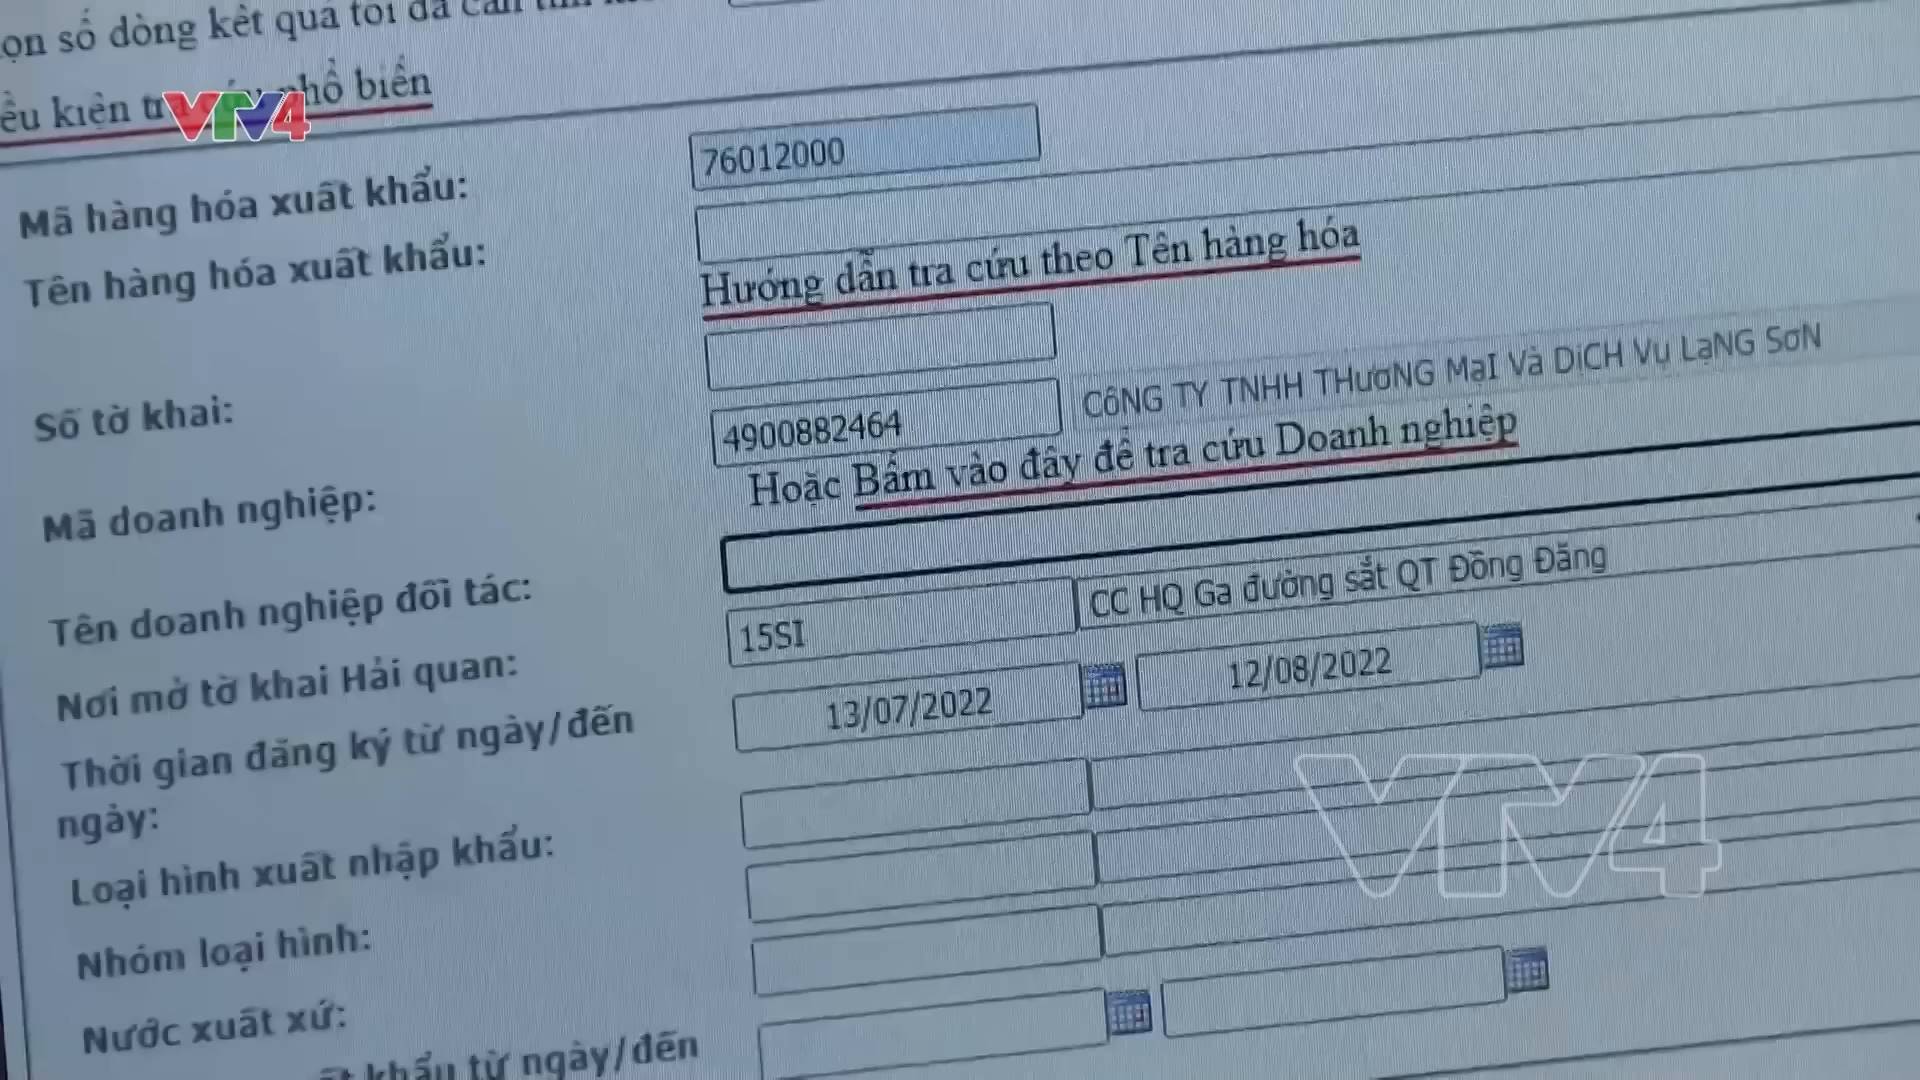 ọn số dòng kết quả tối đa cần
ều kiện tra cứu phổ biến
VTV4
Mã hàng hóa xuất khẩu: 76012000
Tên hàng hóa xuất khẩu:
Hướng dẫn tra cứu theo Tên hàng hóa
Số tờ khai:
Mã doanh nghiệp: 4900882464 CôNG TY TNHH THươNG MạI Và DịCH Vụ LạNG SơN
Hoặc Bấm vào đây để tra cứu Doanh nghiệp
Tên doanh nghiệp đối tác:
Nơi mở tờ khai Hải quan: 15SI CC HQ Ga đường sắt QT Đồng Đăng
Thời gian đăng ký từ ngày/đến 13/07/2022 12/08/2022
ngày:
Loại hình xuất nhập khẩu:
Nhóm loại hình:
Nước xuất xứ:
khẩu từ ngày/đến
VTV4